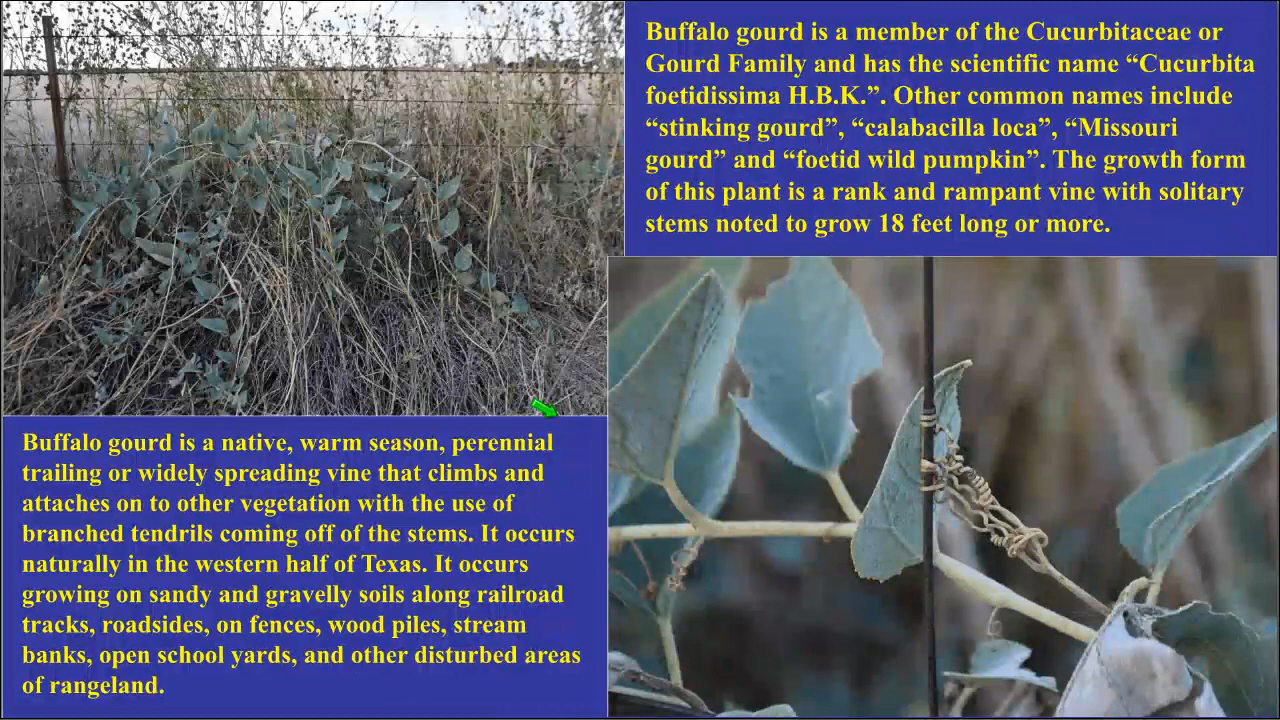 Buffalo gourd is a member of the Cucurbitaceae or
Gourd Family and has the scientific name “Cucurbita
foetidissima H.B.K.”. Other common names include
“stinking gourd”, “calabacilla loca”, “Missouri
gourd” and “foetid wild pumpkin”. The growth form
of this plant is a rank and rampant vine with solitary
stems noted to grow 18 feet long or more.
Buffalo gourd is a native, warm season, perennial
trailing or widely spreading vine that climbs and
attaches on to other vegetation with the use of
branched tendrils coming off of the stems. It occurs
naturally in the western half of Texas. It occurs
growing on sandy and gravelly soils along railroad
tracks, roadsides, on fences, wood piles, stream
banks, open school yards, and other disturbed areas
of rangeland.